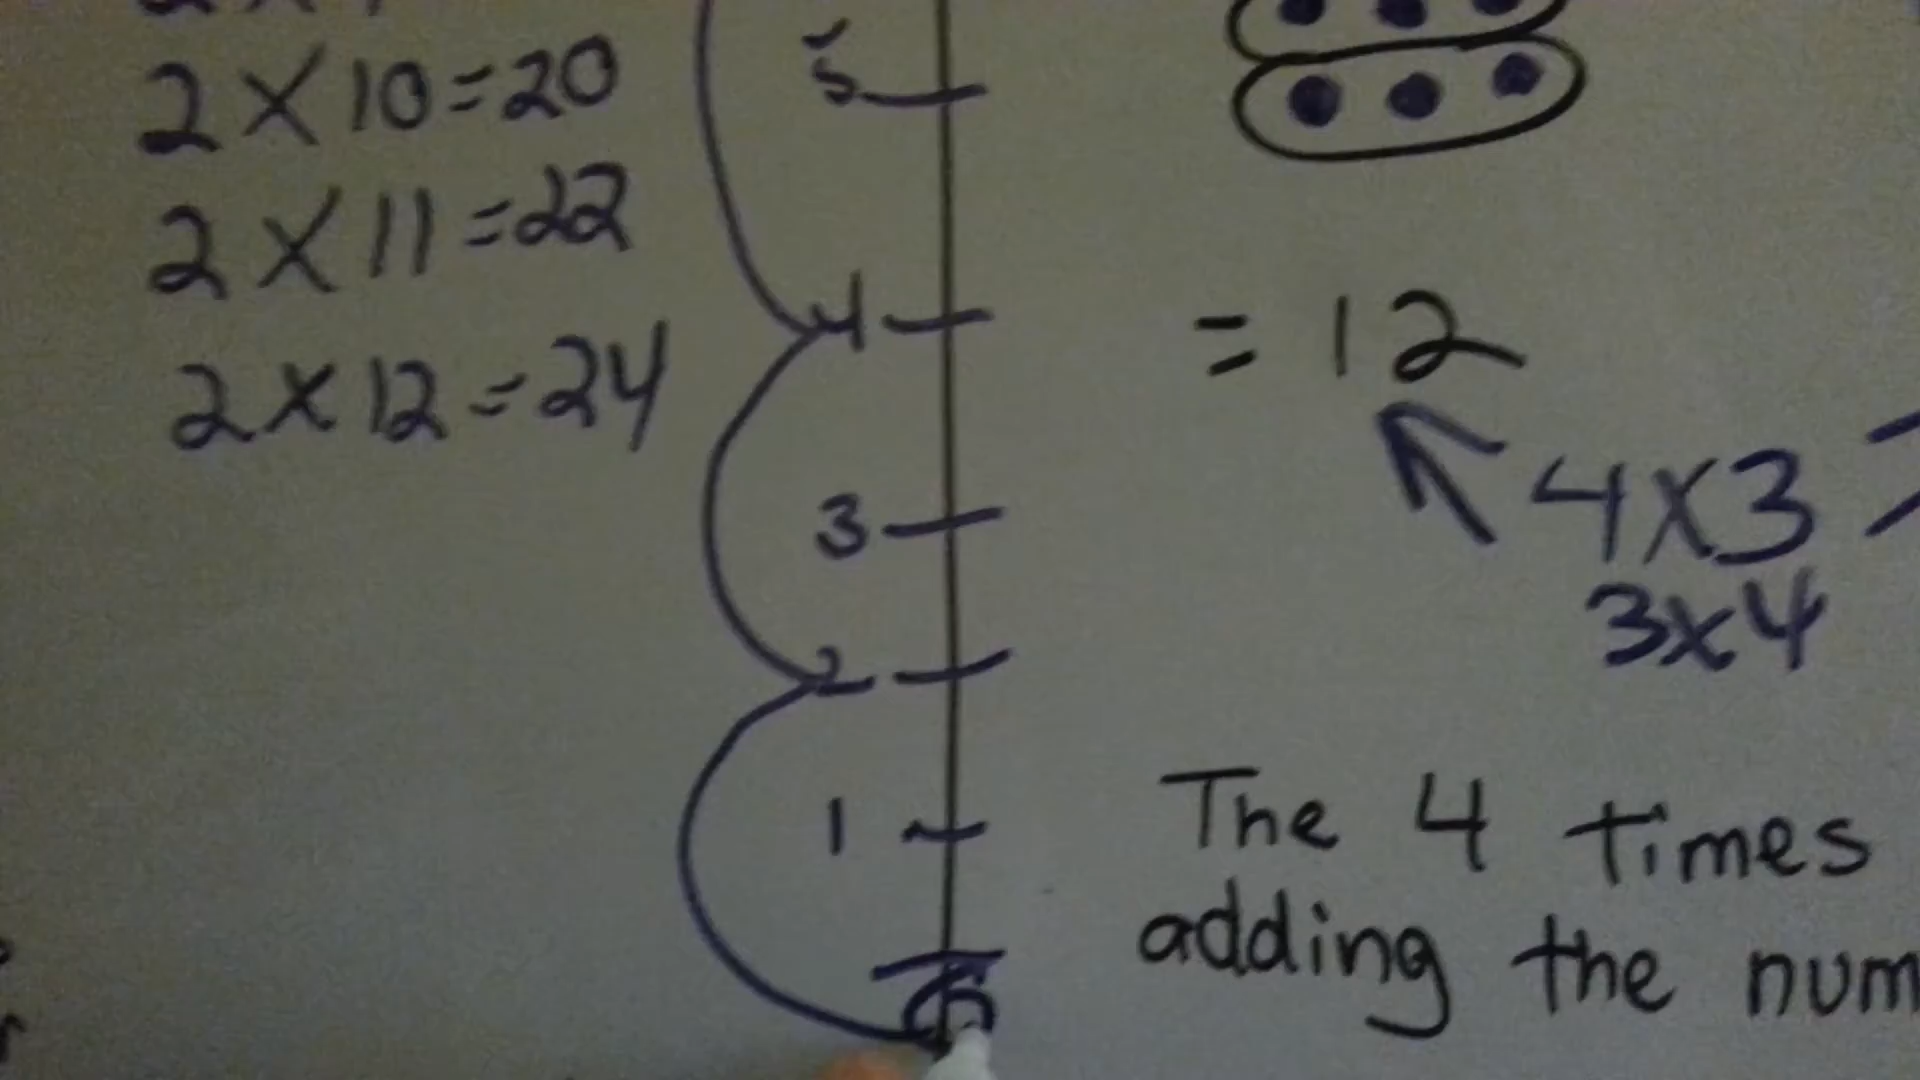 2 X 10=20
2 X 11=22
2 X 12=24
5
4
3
2
1
= 12
4x3
3x4
The 4 times
adding the num